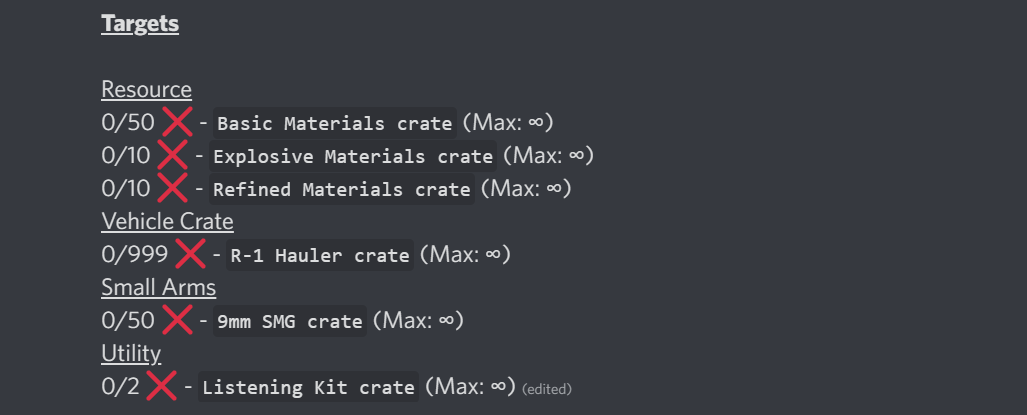 Targets
Resource
0/50 ❌ - Basic Materials crate (Max: ∞)
0/10 ❌ - Explosive Materials crate (Max: ∞)
0/10 ❌ - Refined Materials crate (Max: ∞)
Vehicle Crate
0/999 ❌ - R-1 Hauler crate (Max: ∞)
Small Arms
0/50 ❌ - 9mm SMG crate (Max: ∞)
Utility
0/2 ❌ - Listening Kit crate (Max: ∞) (edited)